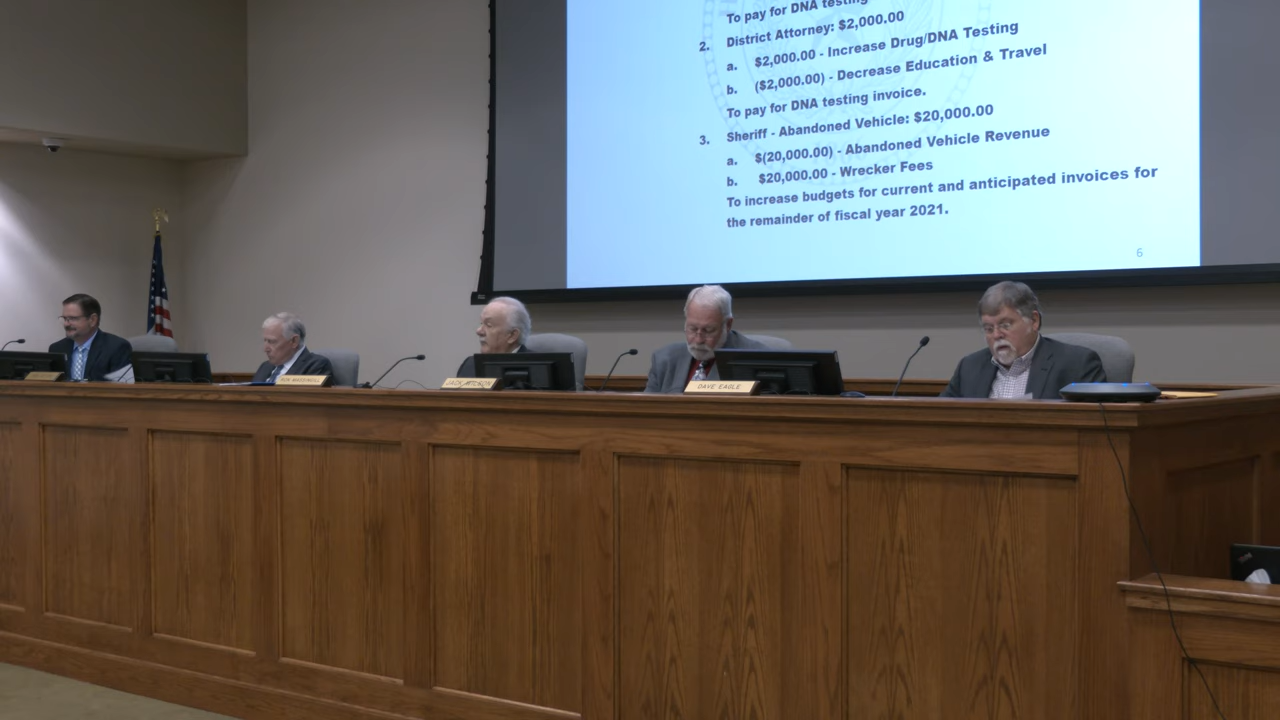 To pay for DNA testing
2. District Attorney: $2,000.00
a. $2,000.00 - Increase Drug/DNA Testing
b. ($2,000.00) - Decrease Education & Travel
To pay for DNA testing invoice.
3. Sheriff - Abandoned Vehicle: $20,000.00
a. $(20,000.00) - Abandoned Vehicle Revenue
b. $20,000.00 - Wrecker Fees
To increase budgets for current and anticipated invoices for
the remainder of fiscal year 2021.
6
JACK WILSON
DAVE EAGLE